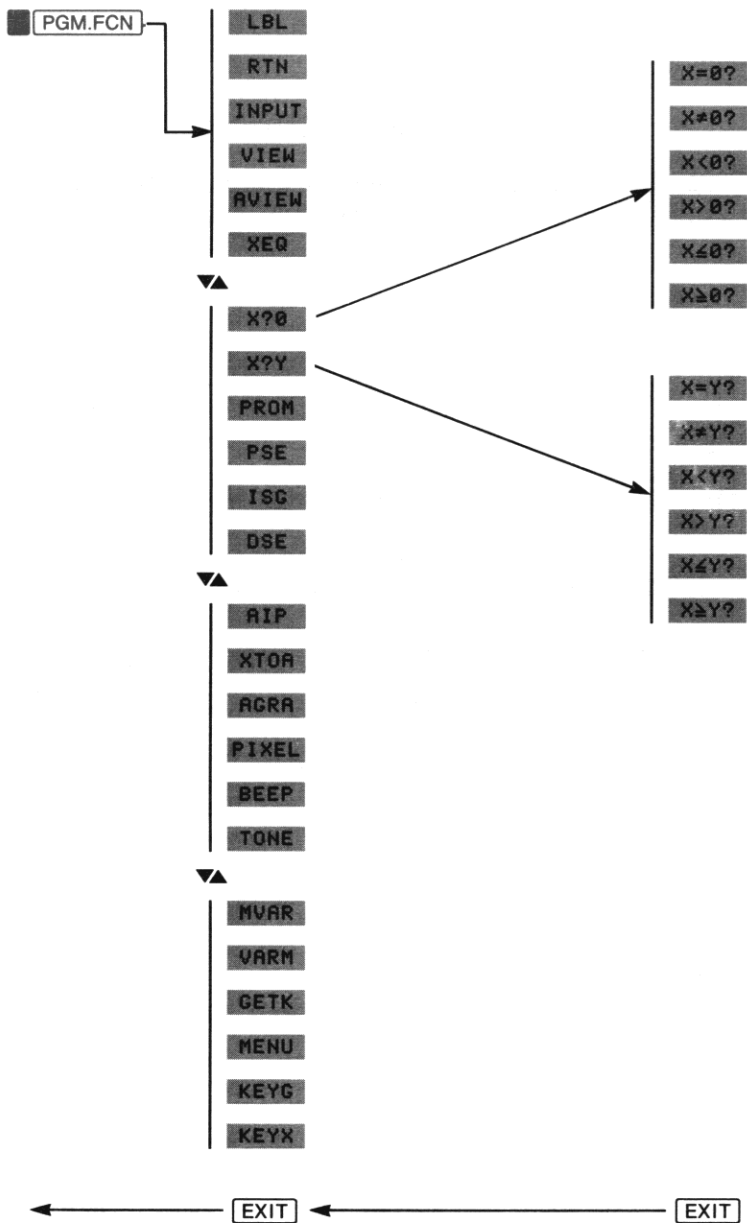 PGM.FCN
LBL
RTN
INPUT
VIEW
AVIEW
XEQ
X?0
X?Y
PROM
PSE
ISG
DSE
AIP
XTOA
AGRA
PIXEL
BEEP
TONE
MVAR
VARM
GETK
MENU
KEYG
KEYX
X=0?
X≠0?
X<0?
X>0?
X≤0?
X≥0?
X=Y?
X≠Y?
X<Y?
X>Y?
X≤Y?
X≥Y?
EXIT
EXIT